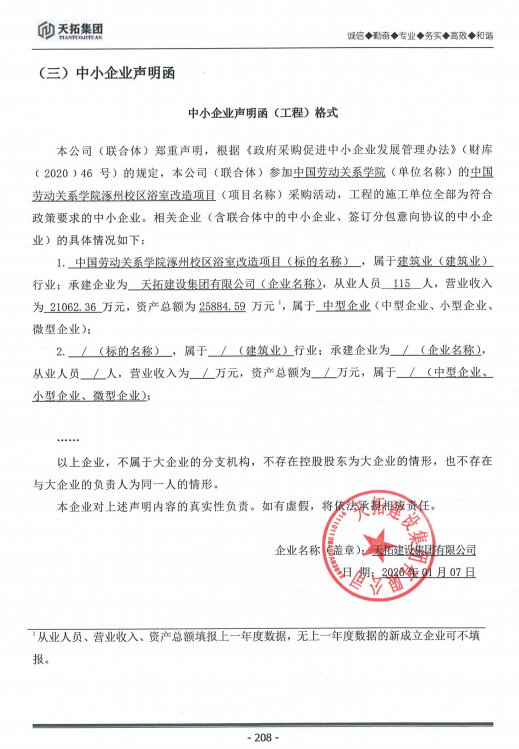 天拓集团
TIANTUOJITUAN
诚信◆勤奋◆专业◆务实◆高效◆和谐
（三）中小企业声明函
中小企业声明函（工程）格式
本公司（联合体）郑重声明，根据《政府采购促进中小企业发展管理办法》（财库
﹝2020﹞46 号）的规定，本公司（联合体）参加中国劳动关系学院（单位名称）的中国
劳动关系学院涿州校区浴室改造项目（项目名称）采购活动，工程的施工单位全部为符合
政策要求的中小企业。相关企业（含联合体中的中小企业、签订分包意向协议的中小企
业）的具体情况如下：
1. 中国劳动关系学院涿州校区浴室改造项目（标的名称），属于建筑业（建筑业）
行业；承建企业为 天拓建设集团有限公司（企业名称），从业人员 115 人，营业收入
为 21062.36 万元，资产总额为 25884.59 万元¹，属于 中型企业（中型企业、小型企业、
微型企业）；
2. / （标的名称），属于 / （建筑业）行业；承建企业为 / （企业名称），
从业人员 / 人，营业收入为 / 万元，资产总额为 / 万元，属于 / （中型企业、
小型企业、微型企业）；
……
以上企业，不属于大企业的分支机构，不存在控股股东为大企业的情形，也不存在
与大企业的负责人为同一人的情形。
本企业对上述声明内容的真实性负责。如有虚假，将依法承担相应责任。
企业名称（盖章）：天拓建设集团有限公司
日 期：2026 年 01 月 07 日
天拓建设集团有限公司
¹从业人员、营业收入、资产总额填报上一年度数据，无上一年度数据的新成立企业可不填
报。
- 208 -